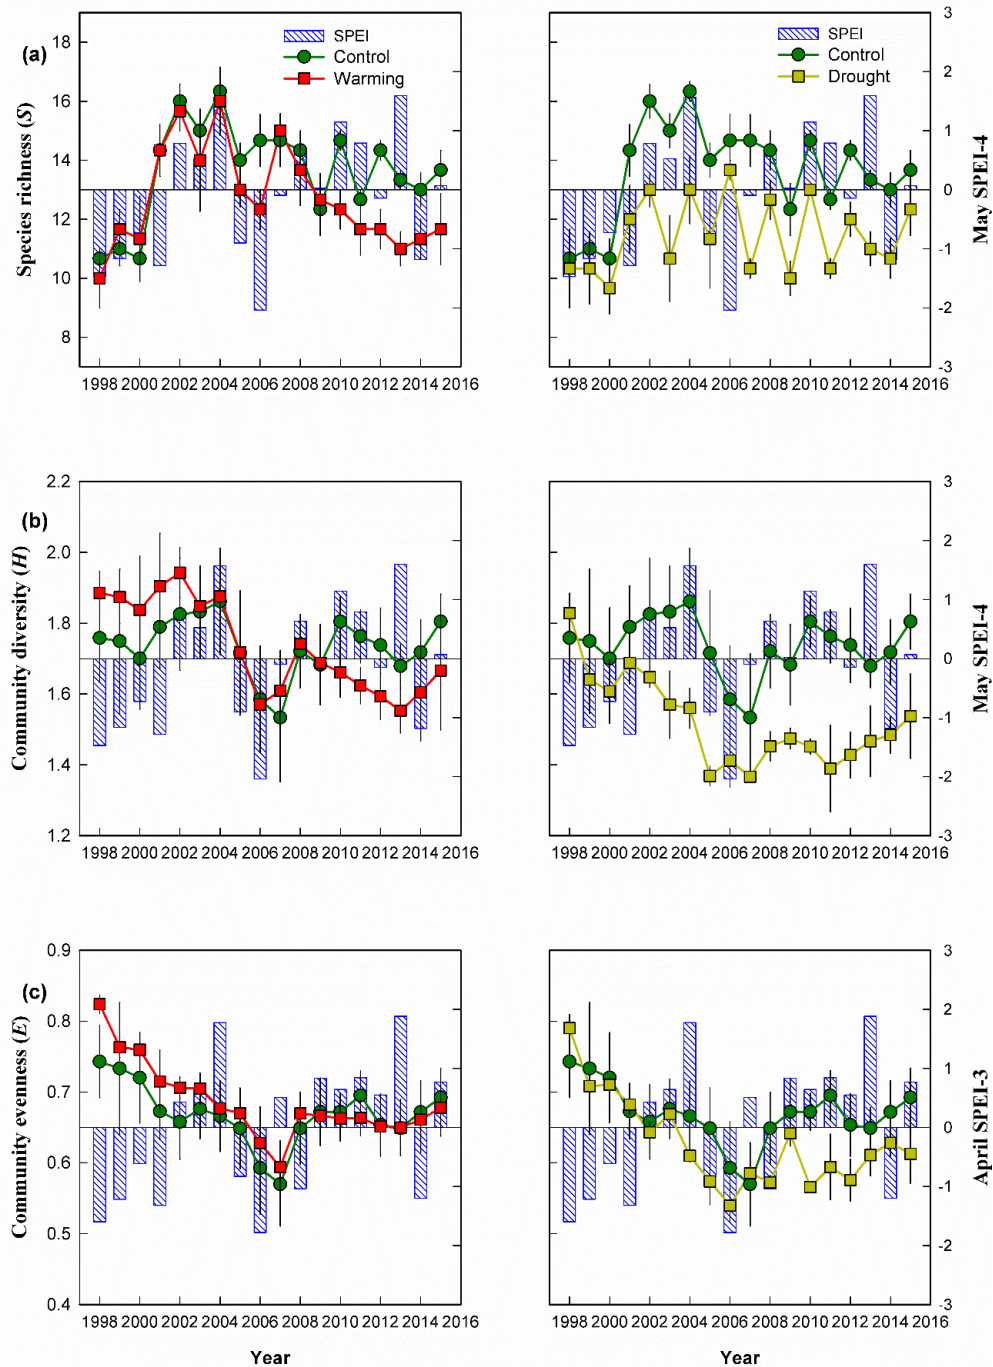 (a)
Species richness (S)
18
16
14
12
10
8
SPEI
Control
Warming
1998 2000 2002 2004 2006 2008 2010 2012 2014 2016
SPEI
Control
Drought
3
2
1
0
-1
-2
-3
May SPEI-4
1998 2000 2002 2004 2006 2008 2010 2012 2014 2016
(b)
Community diversity (H)
2.2
2.0
1.8
1.6
1.4
1.2
1998 2000 2002 2004 2006 2008 2010 2012 2014 2016
3
2
1
0
-1
-2
-3
May SPEI-4
1998 2000 2002 2004 2006 2008 2010 2012 2014 2016
(c)
Community evenness (E)
0.9
0.8
0.7
0.6
0.5
0.4
1998 2000 2002 2004 2006 2008 2010 2012 2014 2016
Year
3
2
1
0
-1
-2
-3
April SPEI-3
1998 2000 2002 2004 2006 2008 2010 2012 2014 2016
Year